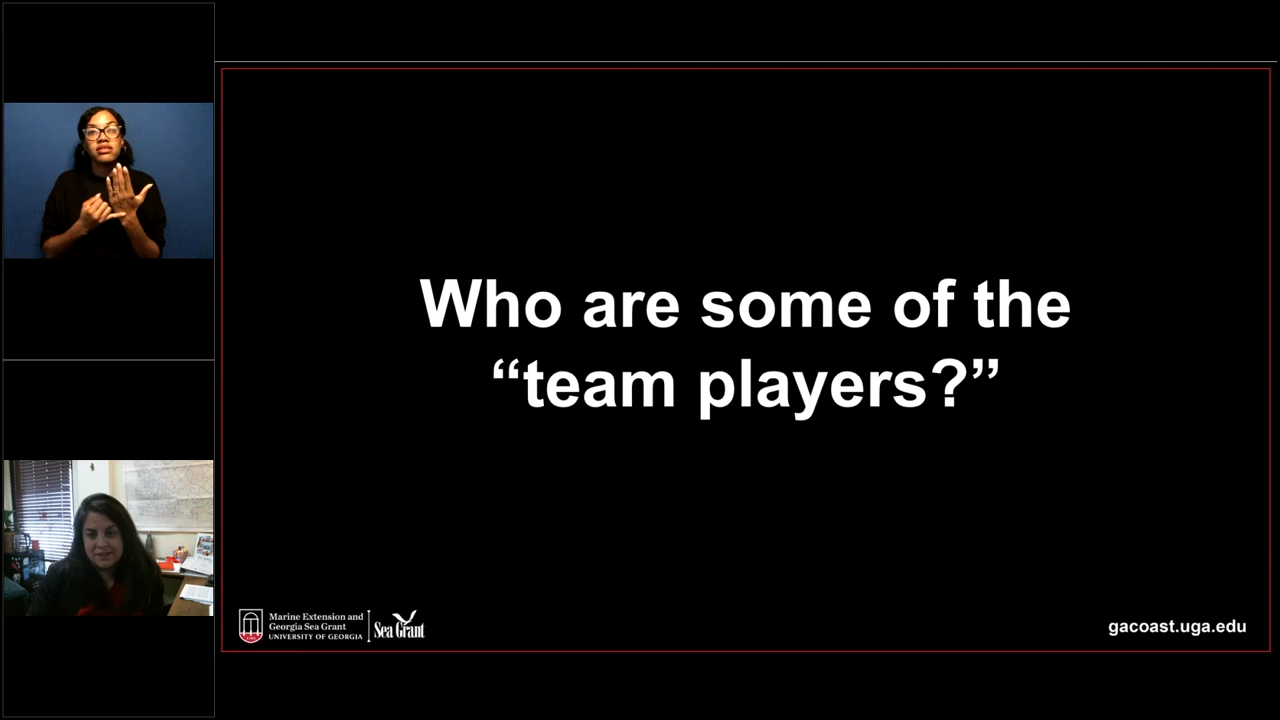 Who are some of the
“team players?”
Marine Extension and
Georgia Sea Grant
UNIVERSITY OF GEORGIA
Sea Grant
gacoast.uga.edu